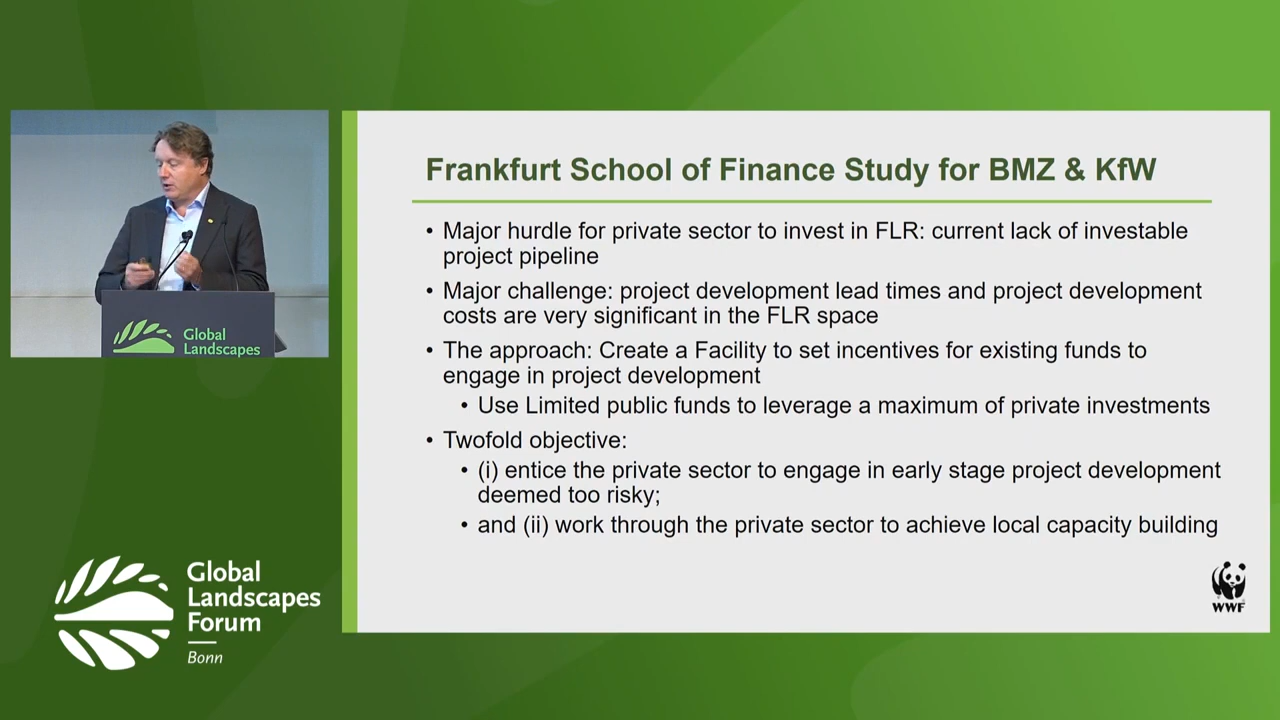 Frankfurt School of Finance Study for BMZ & KfW
• Major hurdle for private sector to invest in FLR: current lack of investable
project pipeline
• Major challenge: project development lead times and project development
costs are very significant in the FLR space
• The approach: Create a Facility to set incentives for existing funds to
engage in project development
• Use Limited public funds to leverage a maximum of private investments
• Twofold objective:
• (i) entice the private sector to engage in early stage project development
deemed too risky;
• and (ii) work through the private sector to achieve local capacity building
WWF
Global
Landscapes
Global
Landscapes
Forum
Bonn